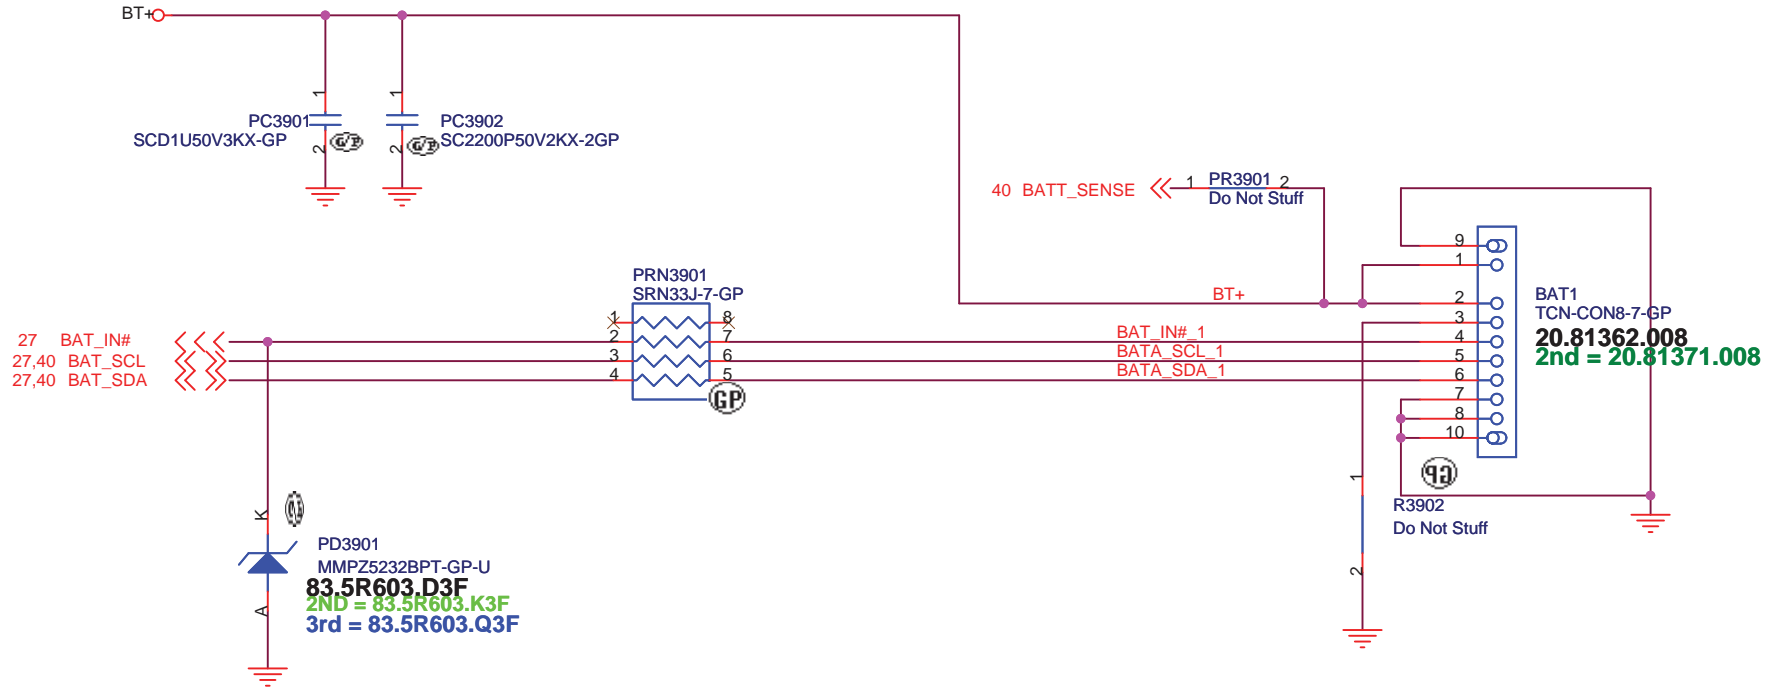 BT+
1
1
PC3901
SCD1U50V3KX-GP
2
G/P
PC3902
SC2200P50V2KX-2GP
2
G/P
40 BATT_SENSE
1
PR3901
2
Do Not Stuff
PRN3901
SRN33J-7-GP
BT+
1
8
2
7
3
6
4
5
GP
27 BAT_IN#
27,40 BAT_SCL
27,40 BAT_SDA
BAT_IN#_1
BATA_SCL_1
BATA_SDA_1
9
1
2
3
4
5
6
7
8
10
BAT1
TCN-CON8-7-GP
20.81362.008
2nd = 20.81371.008
GP
1
R3902
Do Not Stuff
2
K
PD3901
MMPZ5232BPT-GP-U
83.5R603.D3F
2ND = 83.5R603.K3F
3rd = 83.5R603.Q3F
A